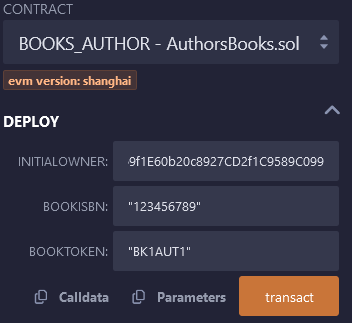 CONTRACT
BOOKS_AUTHOR - AuthorsBooks.sol
evm version: shanghai
DEPLOY
INITIALOWNER: 9f1E60b20c8927CD2f1C9589C099
BOOKISBN: "123456789"
BOOKTOKEN: "BK1AUT1"
Calldata Parameters transact